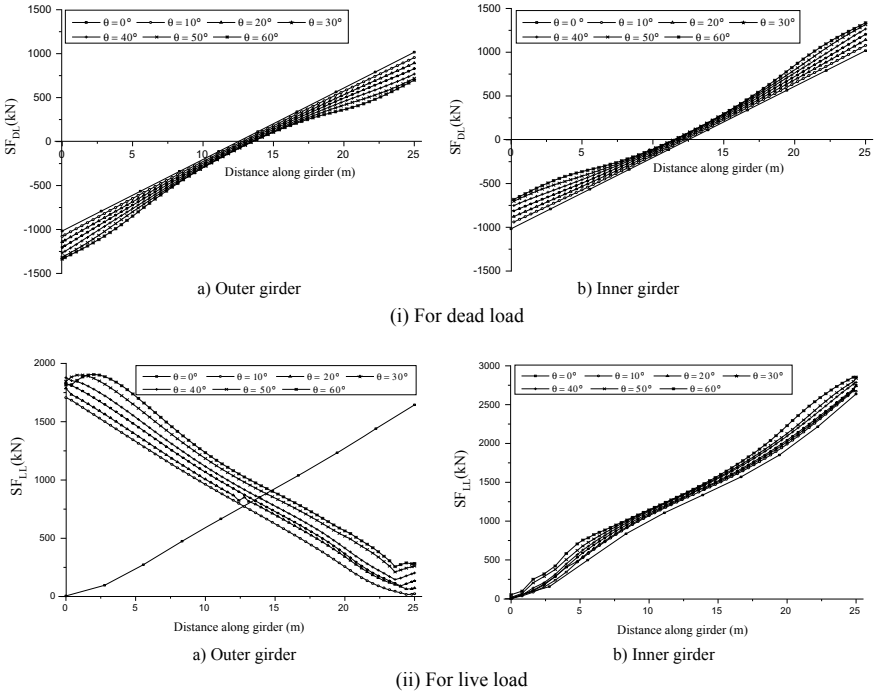 θ=0° θ=10° θ=20° θ=30°
θ=40° θ=50° θ=60°
SF_DL(kN)
1500
1000
500
0
-500
-1000
-1500
0 5 10 15 20 25
Distance along girder (m)
a) Outer girder
θ=0° θ=10° θ=20° θ=30°
θ=40° θ=50° θ=60°
SF_DL(kN)
1500
1000
500
0
-500
-1000
-1500
0 5 10 15 20 25
Distance along girder (m)
b) Inner girder
(i) For dead load
θ=0° θ=10° θ=20° θ=30°
θ=40° θ=50° θ=60°
SF_LL(kN)
2000
1500
1000
500
0
0 5 10 15 20 25
Distance along girder (m)
a) Outer girder
θ=0° θ=10° θ=20° θ=30°
θ=40° θ=50° θ=60°
SF_LL(kN)
3000
2500
2000
1500
1000
500
0
0 5 10 15 20 25
Distance along girder (m)
b) Inner girder
(ii) For live load